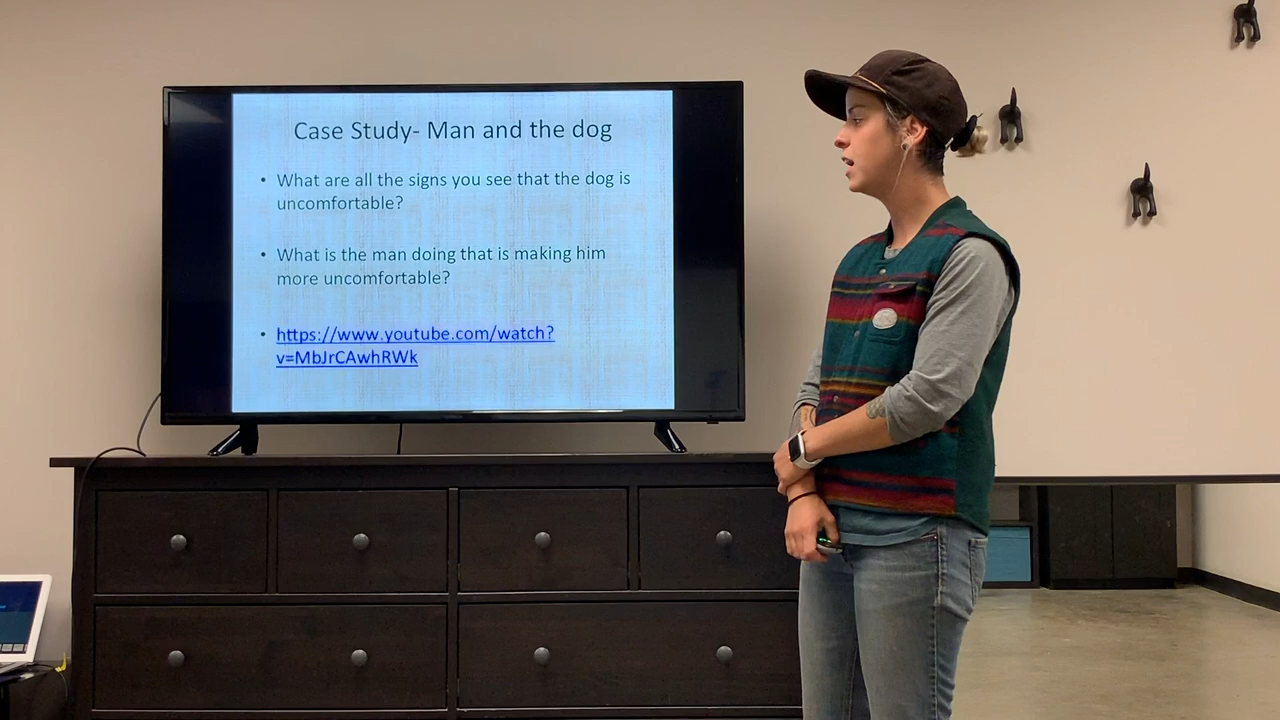 Case Study- Man and the dog
• What are all the signs you see that the dog is
uncomfortable?
• What is the man doing that is making him
more uncomfortable?
• https://www.youtube.com/watch?
v=MbJrCAwhRWk